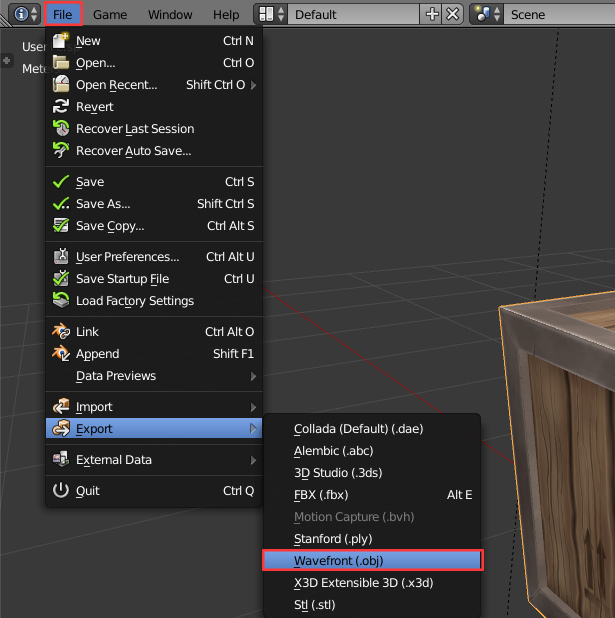 File Game Window Help Default Scene
User
Mete
New Ctrl N
Open... Ctrl O
Open Recent... Shift Ctrl O
Revert
Recover Last Session
Recover Auto Save...
Save Ctrl S
Save As... Shift Ctrl S
Save Copy... Ctrl Alt S
User Preferences... Ctrl Alt U
Save Startup File Ctrl U
Load Factory Settings
Link Ctrl Alt O
Append Shift F1
Data Previews
Import
Export
External Data
Quit Ctrl Q
Collada (Default) (.dae)
Alembic (.abc)
3D Studio (.3ds)
FBX (.fbx) Alt E
Motion Capture (.bvh)
Stanford (.ply)
Wavefront (.obj)
X3D Extensible 3D (.x3d)
Stl (.stl)